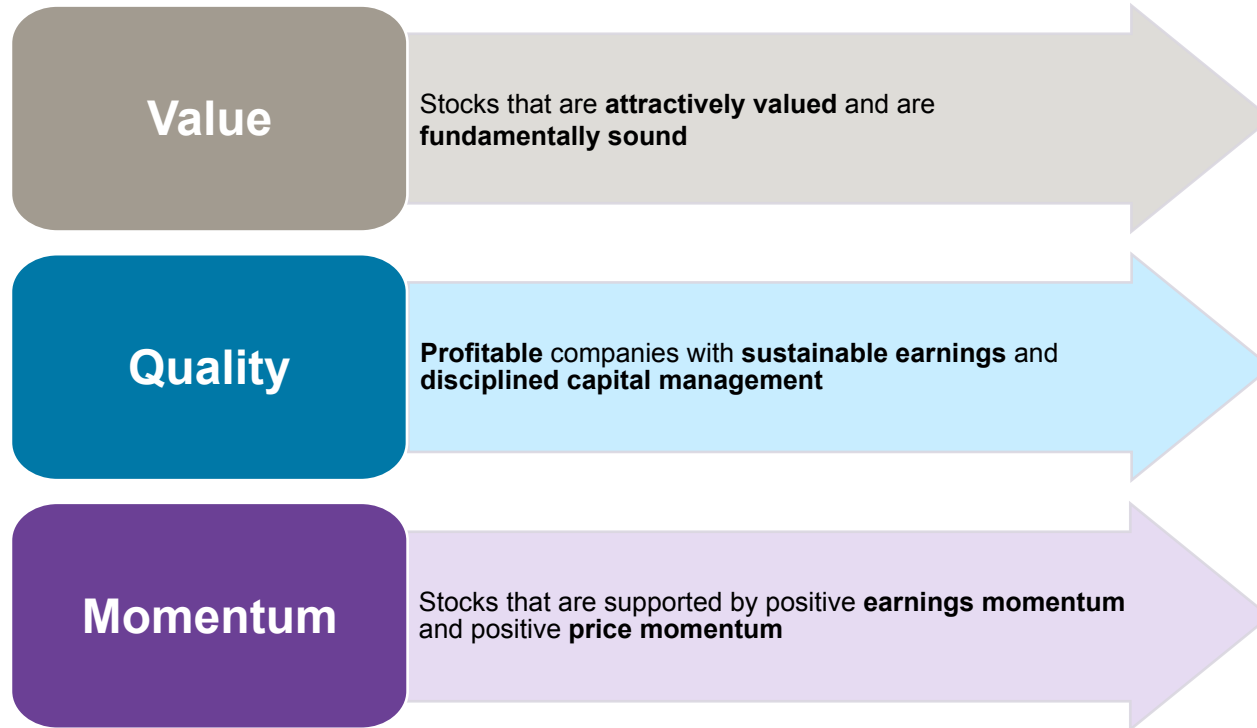 Value
Stocks that are attractively valued and are
fundamentally sound
Quality
Profitable companies with sustainable earnings and
disciplined capital management
Momentum
Stocks that are supported by positive earnings momentum
and positive price momentum